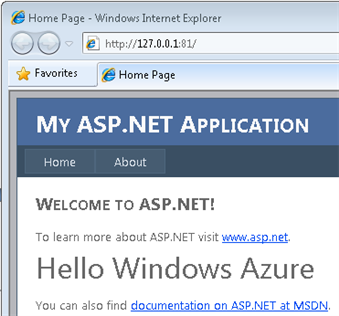 Home Page - Windows Internet Explorer
http://127.0.0.1:81/
Favorites
Home Page
MY ASP.NET APPLICATION
Home
About
WELCOME TO ASP.NET!
To learn more about ASP.NET visit www.asp.net.
Hello Windows Azure
You can also find documentation on ASP.NET at MSDN.